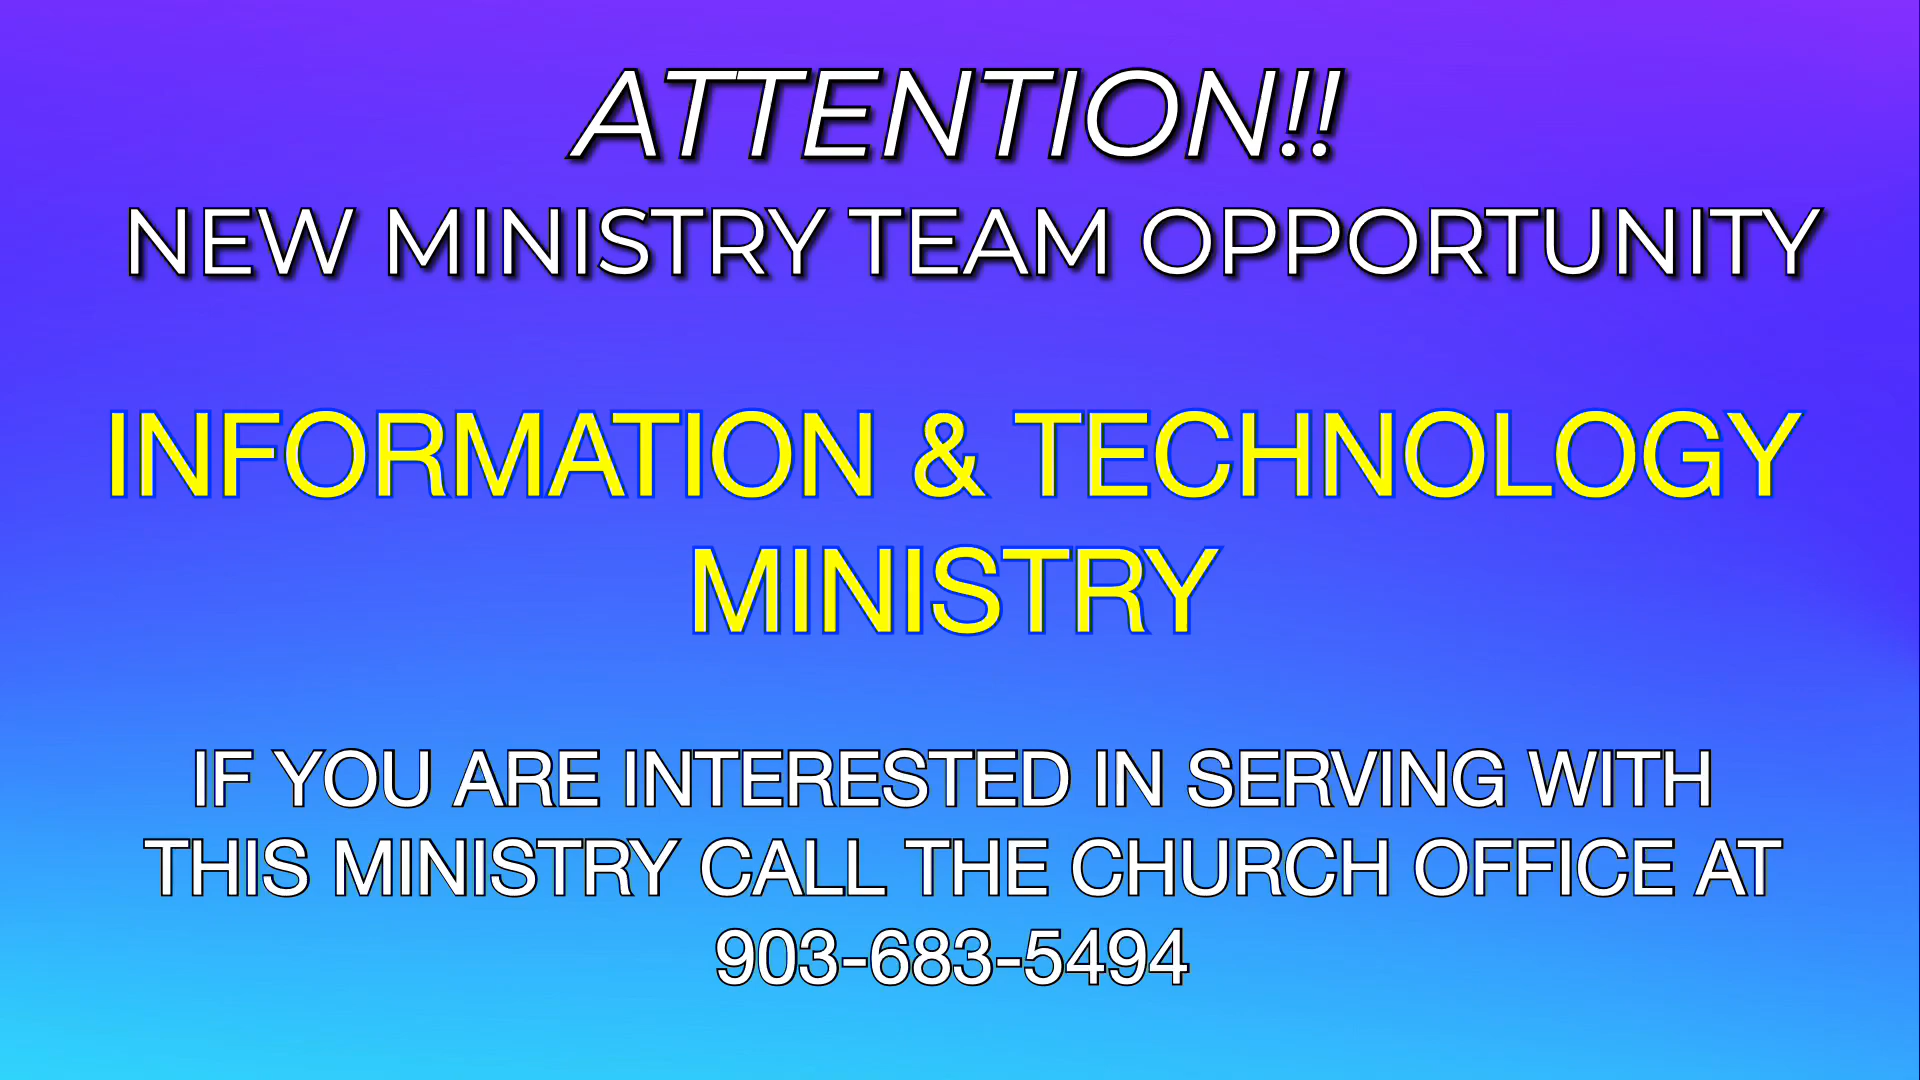 ATTENTION!!
NEW MINISTRY TEAM OPPORTUNITY
INFORMATION & TECHNOLOGY
MINISTRY
IF YOU ARE INTERESTED IN SERVING WITH
THIS MINISTRY CALL THE CHURCH OFFICE AT
903-683-5494